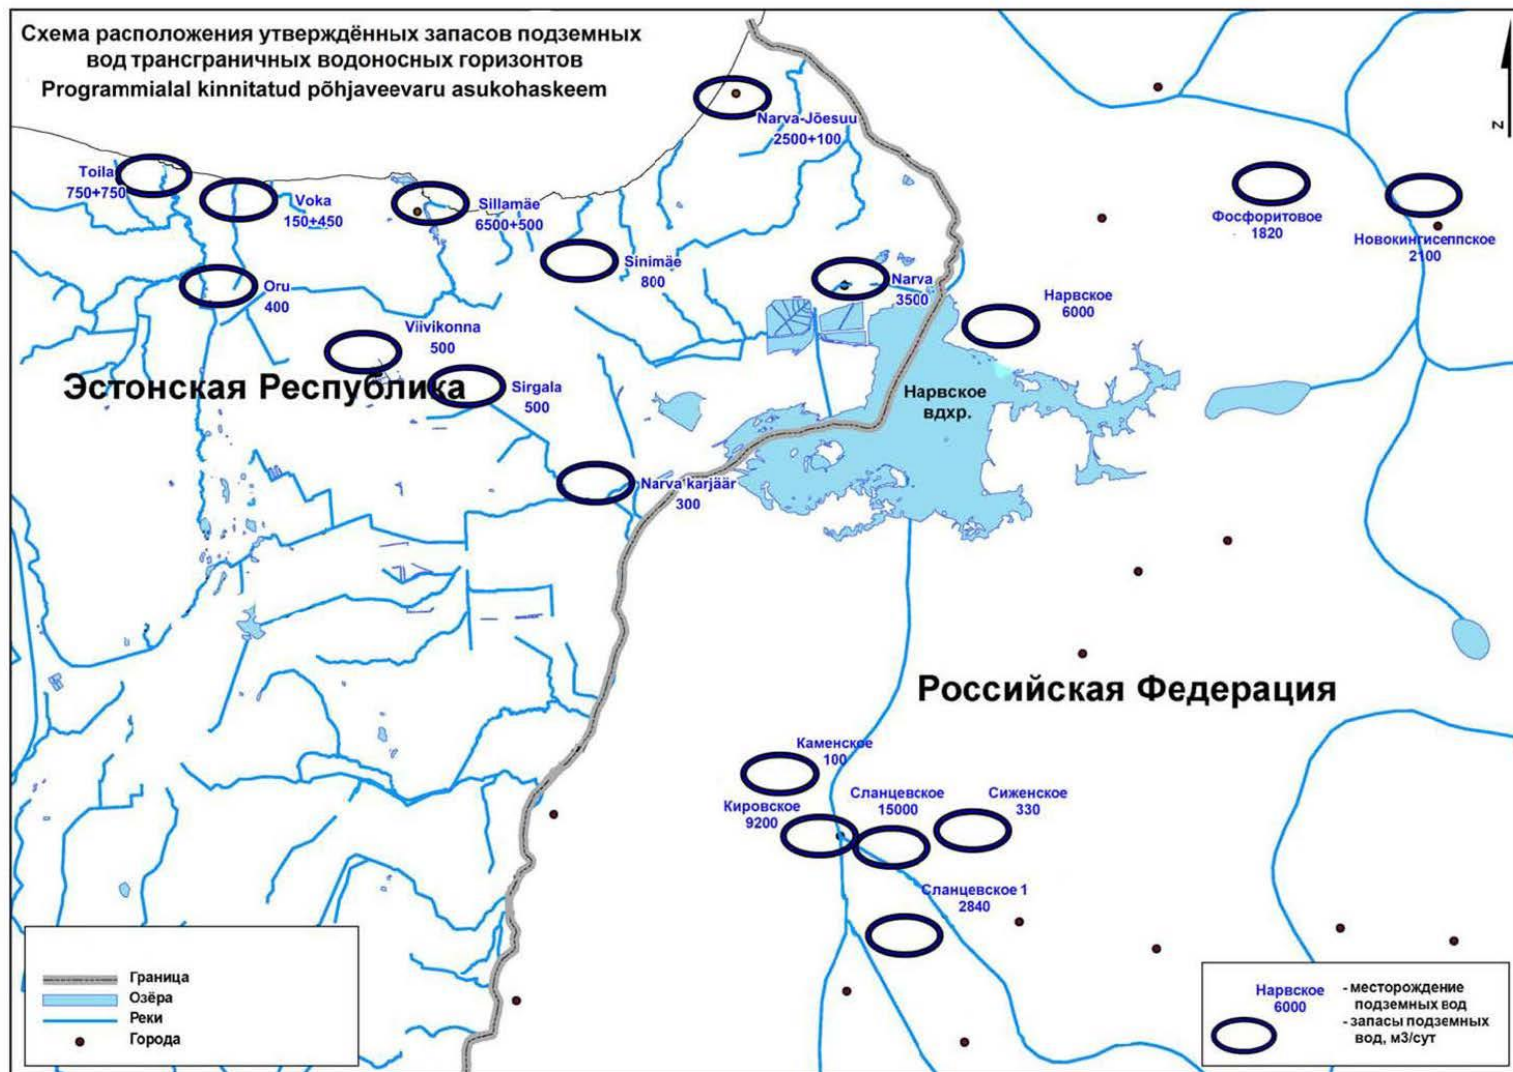 Схема расположения утверждённых запасов подземных
вод трансграничных водоносных горизонтов
Programmialal kinnitatud põhjaveevaru asukohaskeem
Z
Narva-Jõesuu
2500+100
Toila
750+750
Voka
150+450
Sillamäe
6500+500
Sinimäe
800
Фосфоритовое
1820
Новокингисеппское
2100
Oru
400
Narva
3500
Нарвское
6000
Viivikonna
500
Эстонская Республика
Sirgala
500
Нарвское
вдхр.
Narva karjäär
300
Российская Федерация
Каменское
100
Кировское
9200
Сланцевское
15000
Сиженское
330
Сланцевское 1
2840
Граница
Озёра
Реки
Города
Нарвское
6000
- месторождение
подземных вод
- запасы подземных
вод, м3/сут